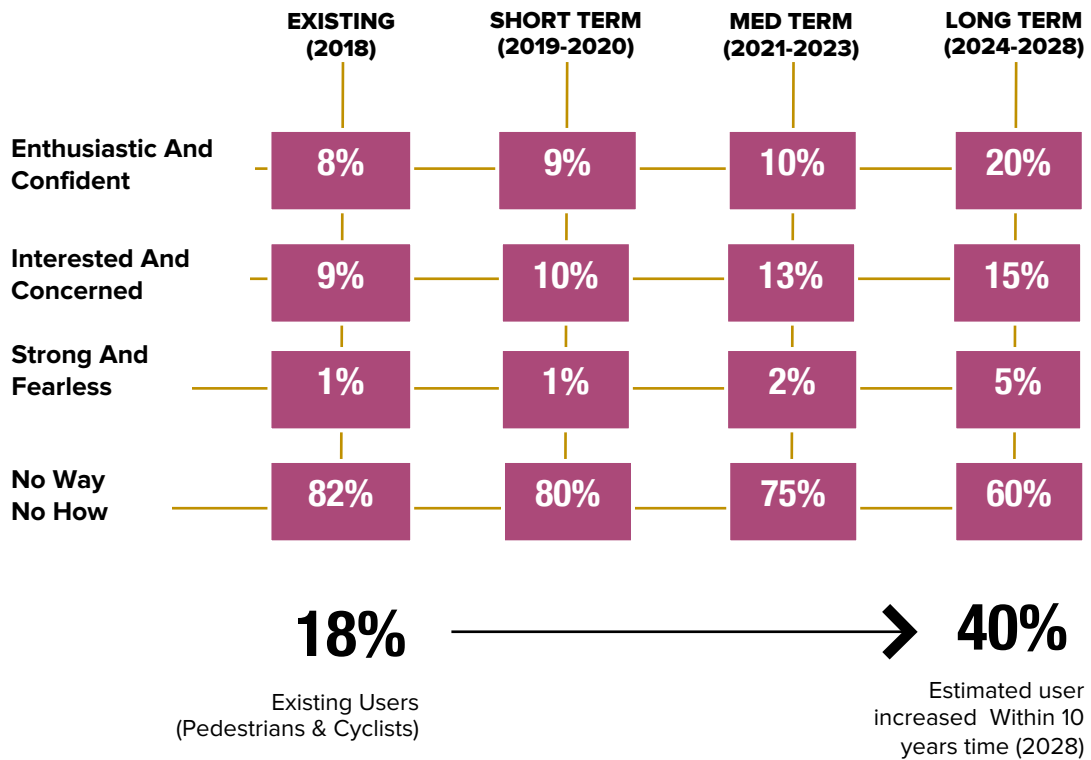 EXISTING
(2018)
SHORT TERM
(2019-2020)
MED TERM
(2021-2023)
LONG TERM
(2024-2028)
Enthusiastic And
Confident
8%
9%
10%
20%
Interested And
Concerned
9%
10%
13%
15%
Strong And
Fearless
1%
1%
2%
5%
No Way
No How
82%
80%
75%
60%
18%
Existing Users
(Pedestrians & Cyclists)
40%
Estimated user
increased Within 10
years time (2028)